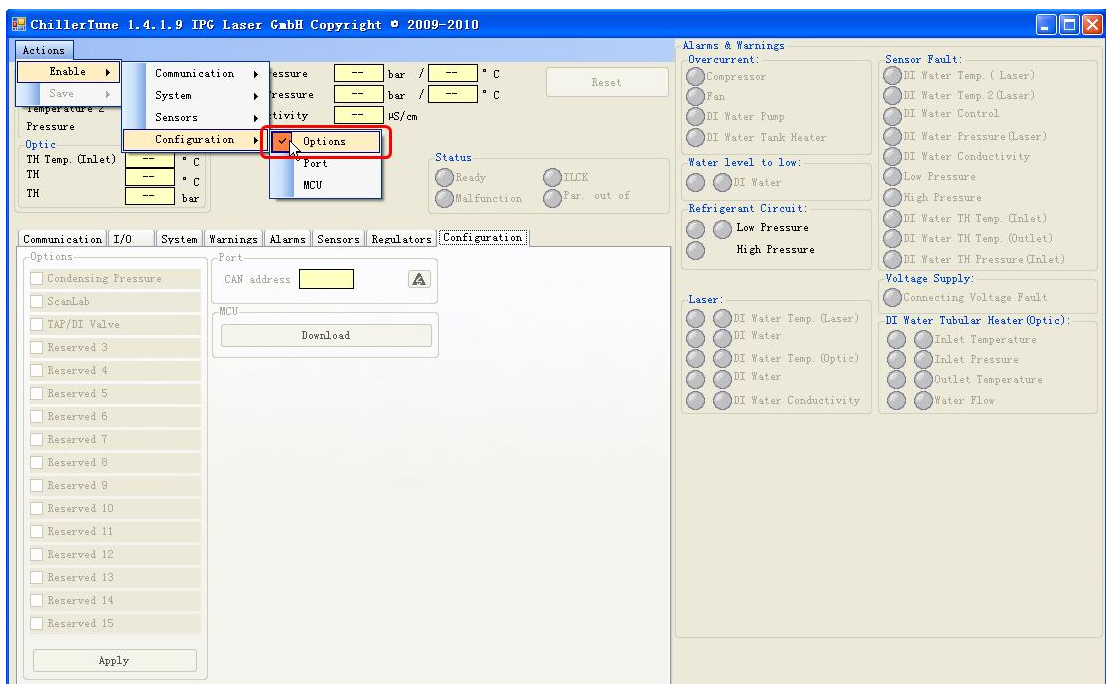 ChillerTune 1.4.1.9 IPG Laser GmbH Copyright © 2009-2010
Actions
Enable
Save
Communication
System
Sensors
Configuration
Options
Port
MCU
-- bar / -- ° C
-- bar / -- ° C
-- µS/cm
Reset
Temperature 2
Pressure
Optic
TH Temp. (Inlet) -- ° C
TH -- ° C
TH -- bar
Status
Ready
ILCK
Malfunction
Par. out of
Communication I/O System Warnings Alarms Sensors Regulators Configuration
Options
Condensing Pressure
ScanLab
TAP/DI Valve
Reserved 3
Reserved 4
Reserved 5
Reserved 6
Reserved 7
Reserved 8
Reserved 9
Reserved 10
Reserved 11
Reserved 12
Reserved 13
Reserved 14
Reserved 15
Apply
Port
CAN address
MCU
Download
Alarms & Warnings
Overcurrent:
Compressor
Fan
DI Water Pump
DI Water Tank Heater
Water level to low:
DI Water
Refrigerant Circuit:
Low Pressure
High Pressure
Laser:
DI Water Temp. (Laser)
DI Water
DI Water Temp. (Optic)
DI Water
DI Water Conductivity
Sensor Fault:
DI Water Temp. ( Laser)
DI Water Temp.2(Laser)
DI Water Control
DI Water Pressure(Laser)
DI Water Conductivity
Low Pressure
High Pressure
DI Water TH Temp. (Inlet)
DI Water TH Temp. (Outlet)
DI Water TH Pressure(Inlet)
Voltage Supply:
Connecting Voltage Fault
DI Water Tubular Heater(Optic):
Inlet Temperature
Inlet Pressure
Outlet Temperature
Water Flow